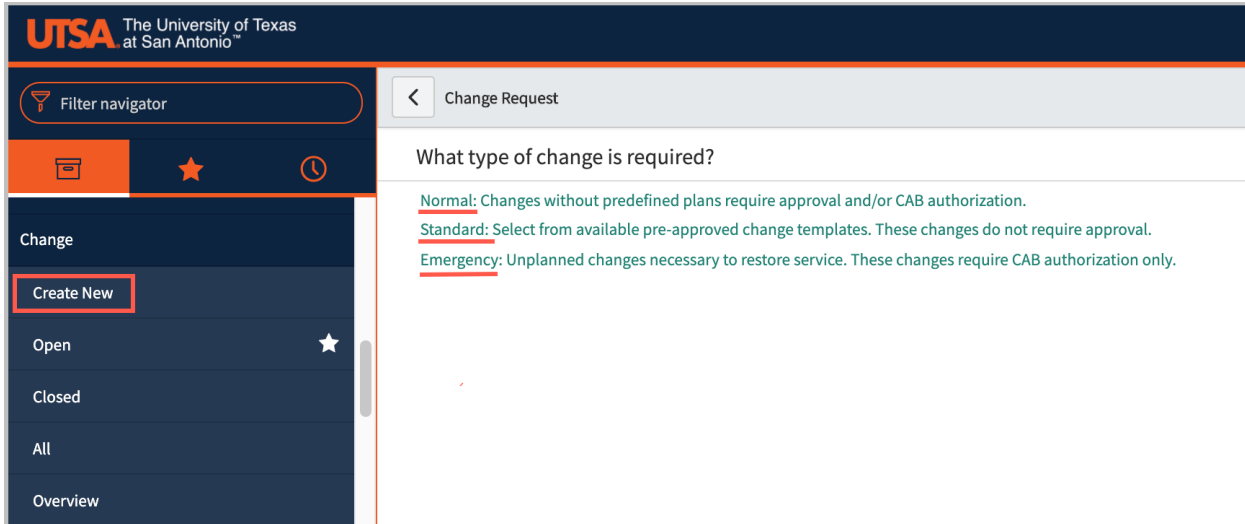 UTSA. The University of Texas
at San Antonio™
Filter navigator
Change Request
What type of change is required?
Normal: Changes without predefined plans require approval and/or CAB authorization.
Standard: Select from available pre-approved change templates. These changes do not require approval.
Emergency: Unplanned changes necessary to restore service. These changes require CAB authorization only.
Change
Create New
Open
Closed
All
Overview